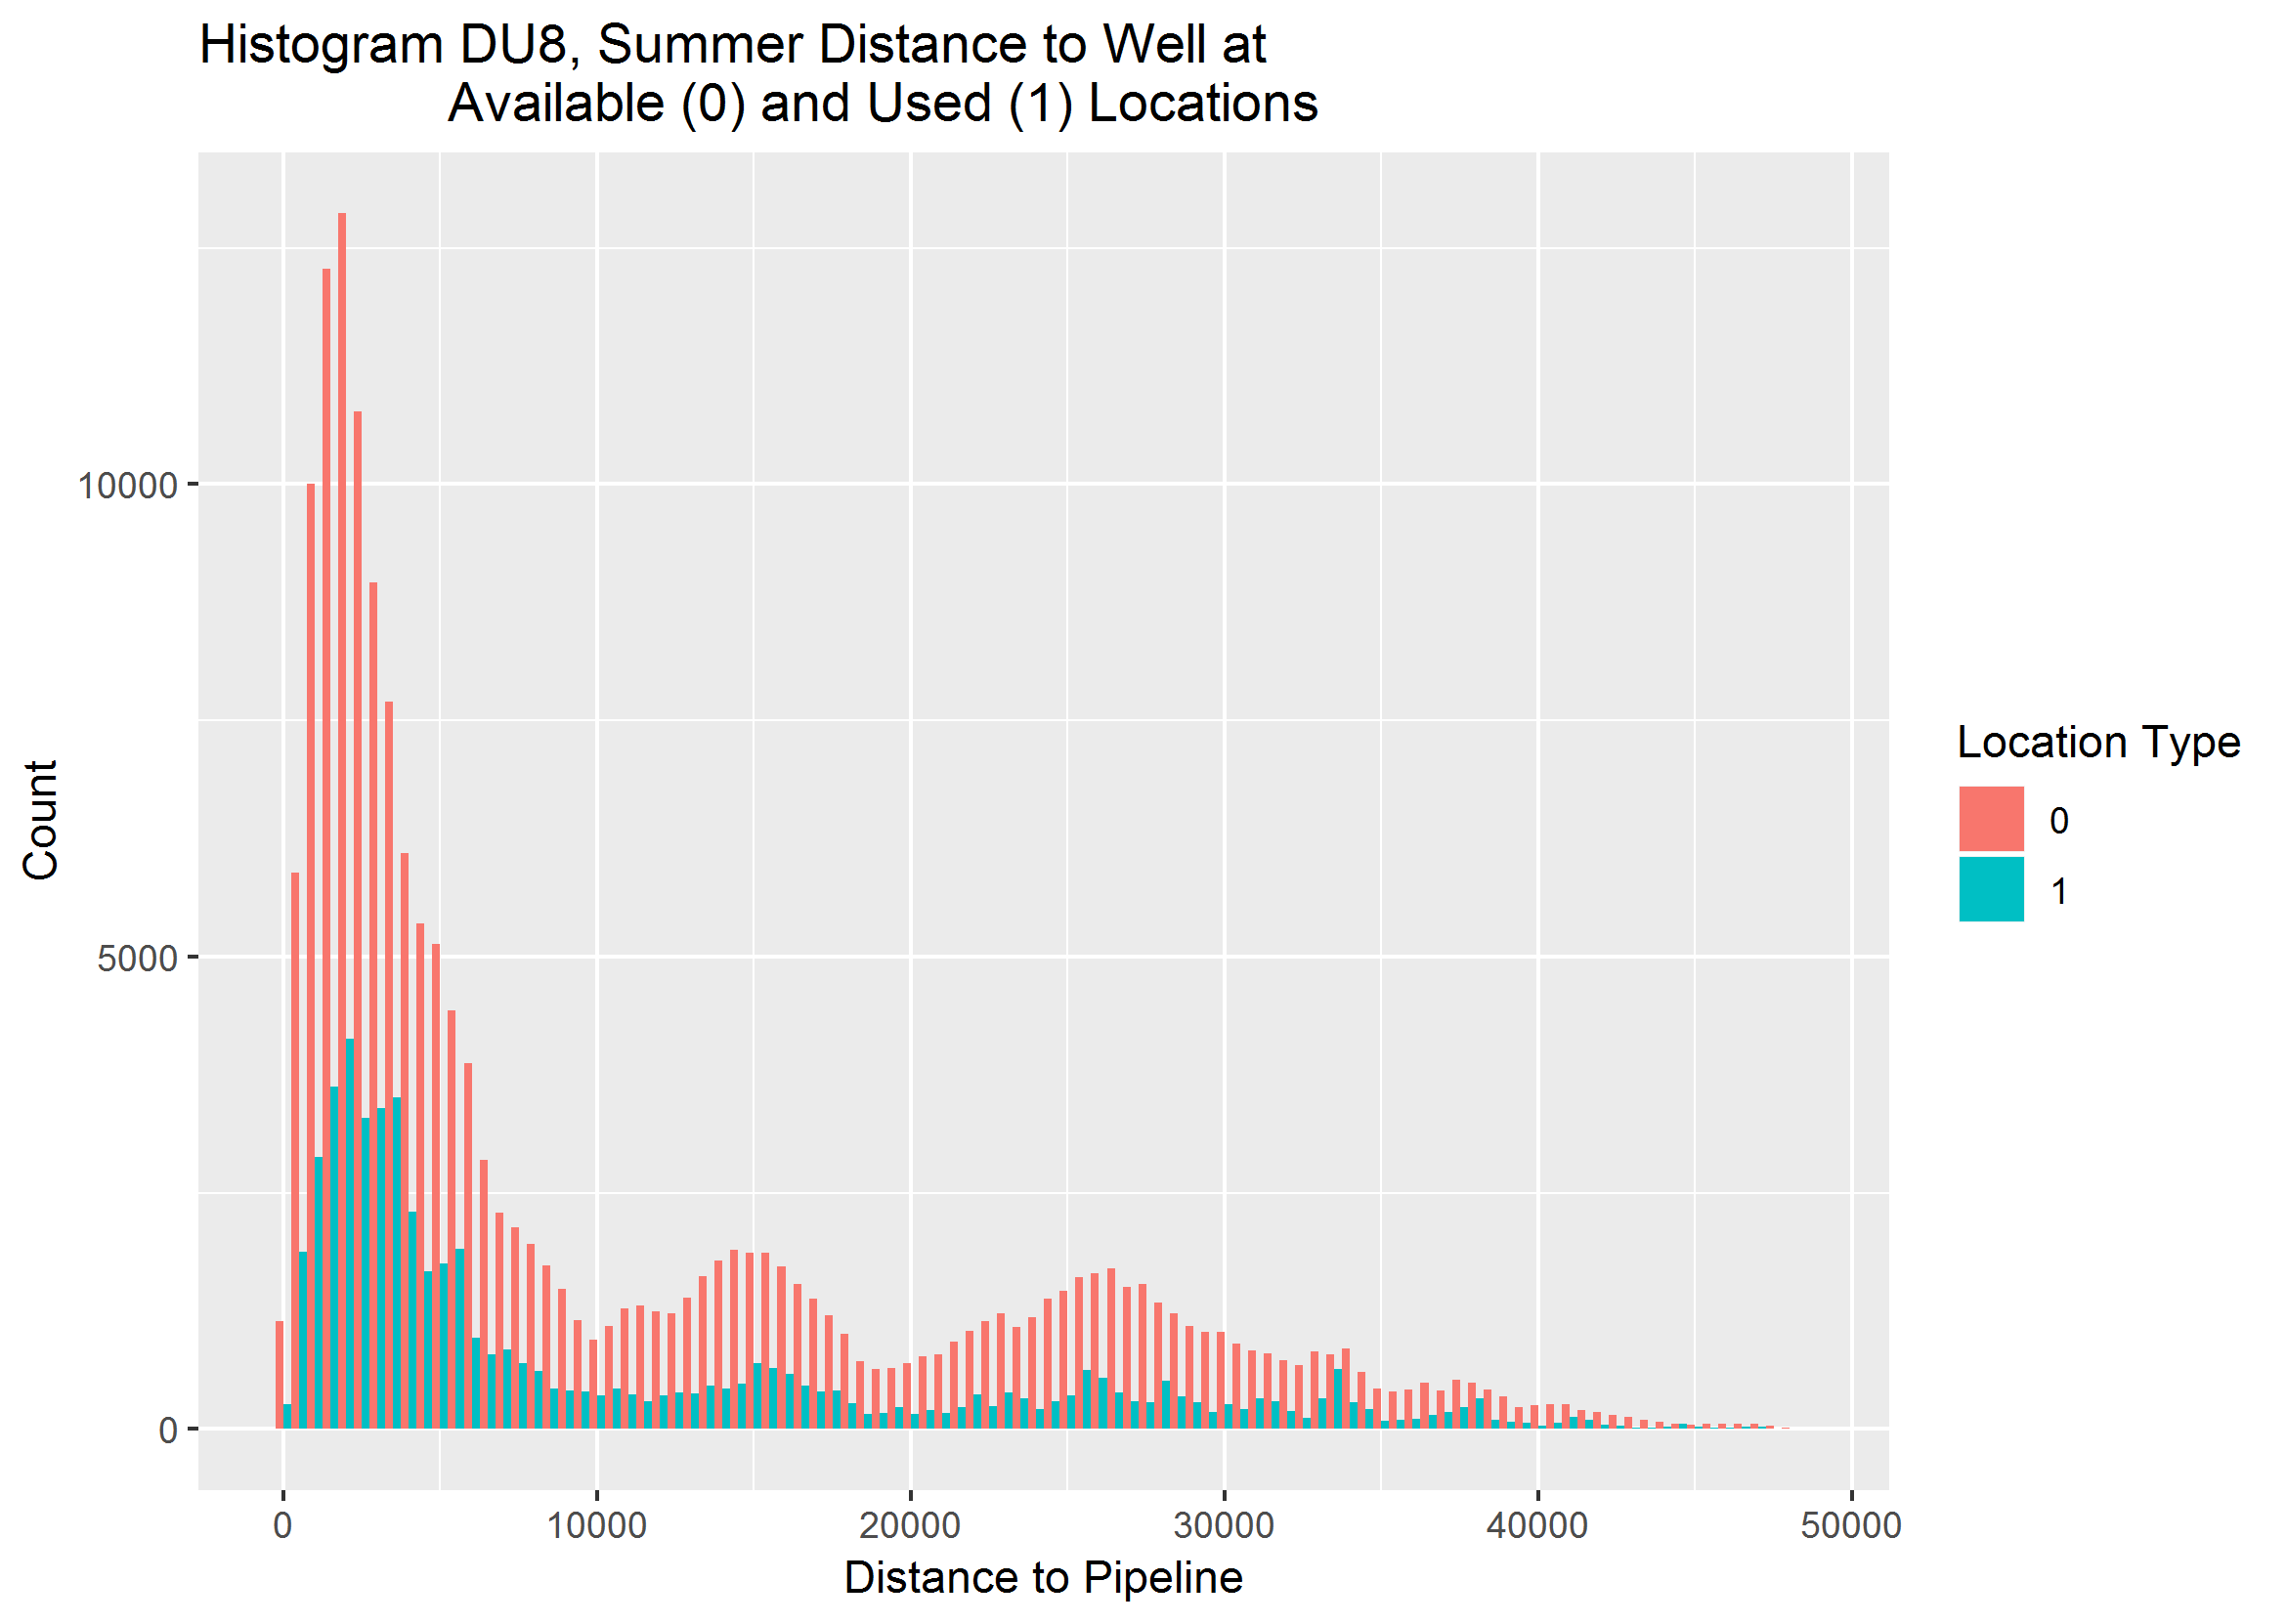 Histogram DU8, Summer Distance to Well at
Available (0) and Used (1) Locations
10000
5000
0
Count
0
10000
20000
30000
40000
50000
Distance to Pipeline
Location Type
0
1